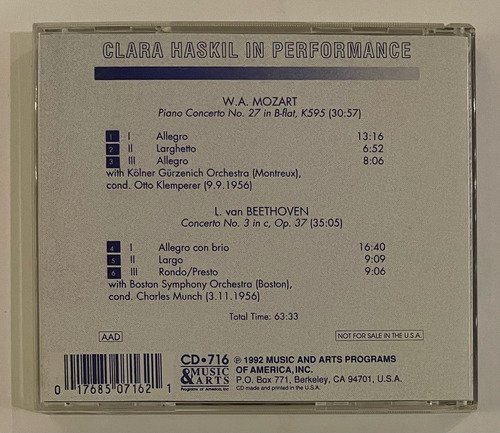 CLARA HASKIL IN PERFORMANCE
W.A. MOZART
Piano Concerto No. 27 in B-flat, K595 (30:57)
1 I Allegro 13:16
2 II Larghetto 6:52
3 III Allegro 8:06
with Kölner Gürzenich Orchestra (Montreux),
cond. Otto Klemperer (9.9.1956)
L. van BEETHOVEN
Concerto No. 3 in c, Op. 37 (35:05)
4 I Allegro con brio 16:40
5 II Largo 9:09
6 III Rondo/Presto 9:06
with Boston Symphony Orchestra (Boston),
cond. Charles Munch (3.11.1956)
Total Time: 63:33
AAD
NOT FOR SALE IN THE U.S.A.
0 17685 07162 1
CD•716
MUSIC & ARTS
Programs of America, Inc
℗ 1992 MUSIC AND ARTS PROGRAMS
OF AMERICA, INC.
P.O. Box 771, Berkeley, CA 94701, U.S.A.
CD made and printed in the U.S.A.